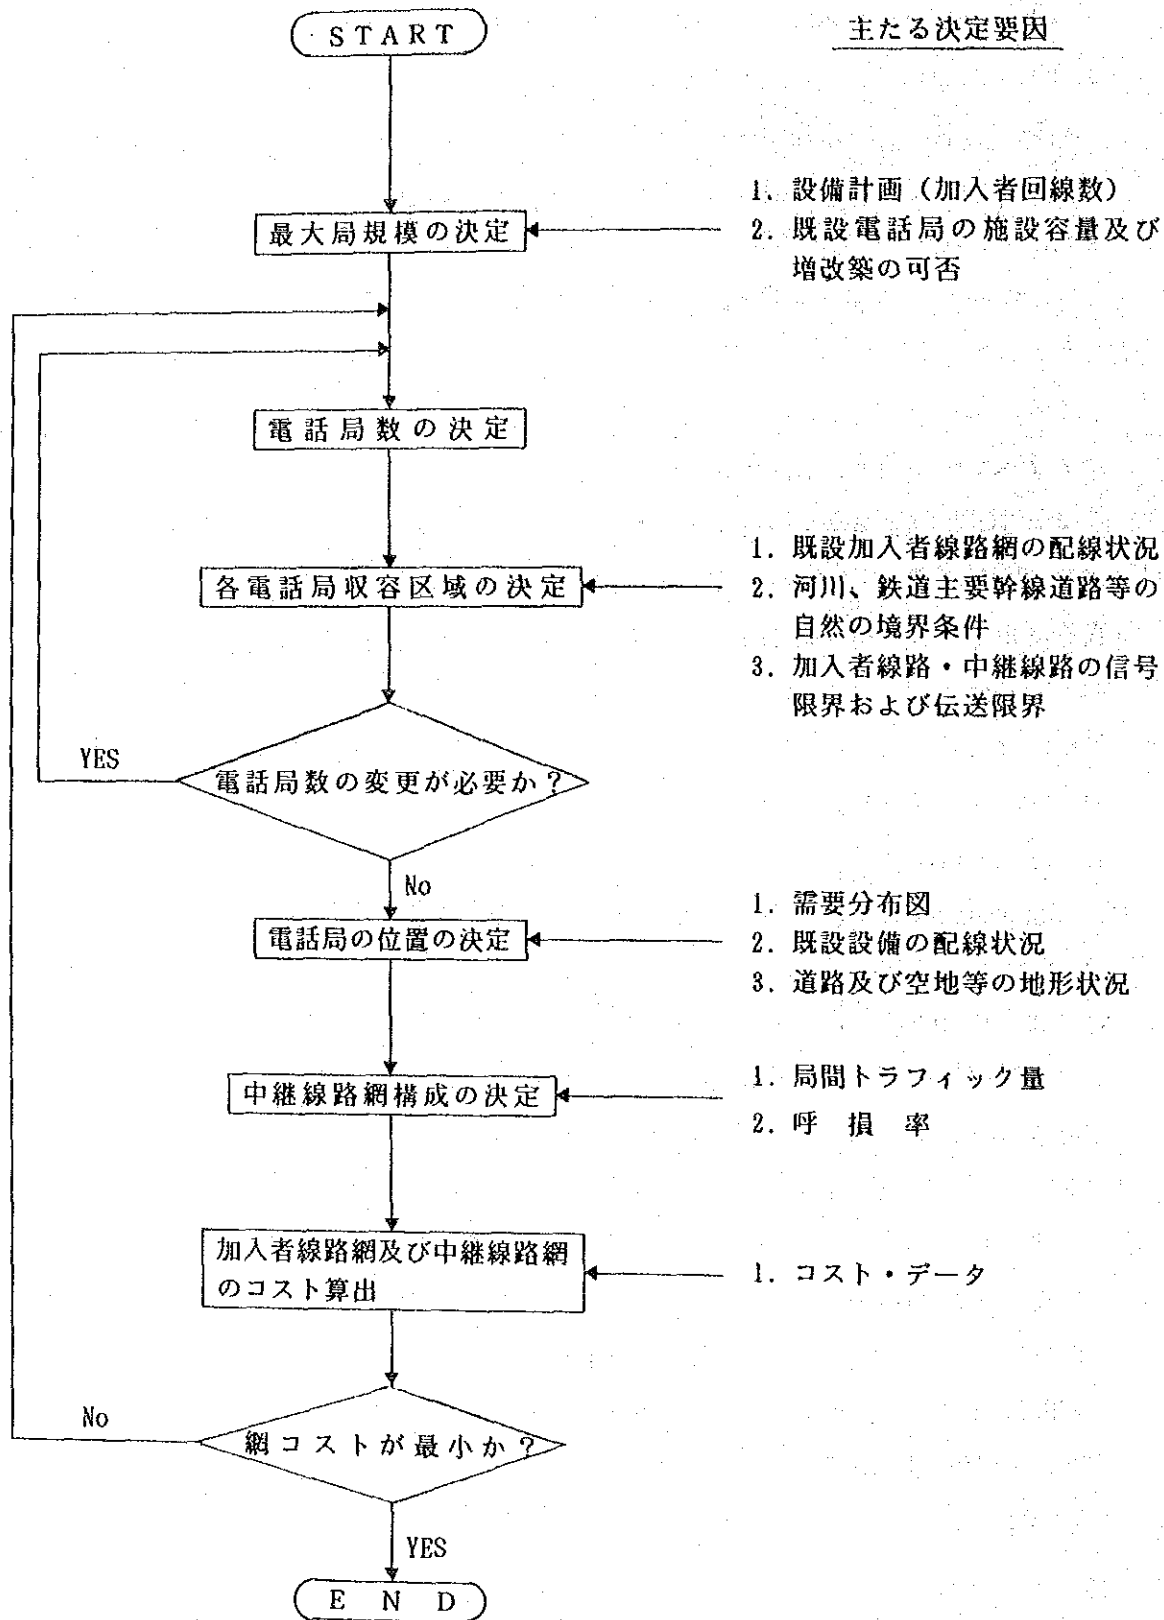 START
主たる決定要因
1. 設備計画（加入者回線数）
2. 既設電話局の施設容量及び
増改築の可否
最大局規模の決定
電話局数の決定
1. 既設加入者線路網の配線状況
2. 河川、鉄道主要幹線道路等の
自然の境界条件
3. 加入者線路・中継線路の信号
限界および伝送限界
各電話局収容区域の決定
YES
電話局数の変更が必要か？
No
1. 需要分布図
2. 既設設備の配線状況
3. 道路及び空地等の地形状況
電話局の位置の決定
1. 局間トラフィック量
2. 呼損率
中継線路網構成の決定
加入者線路網及び中継線路網
のコスト算出
1. コスト・データ
No
網コストが最小か？
YES
END